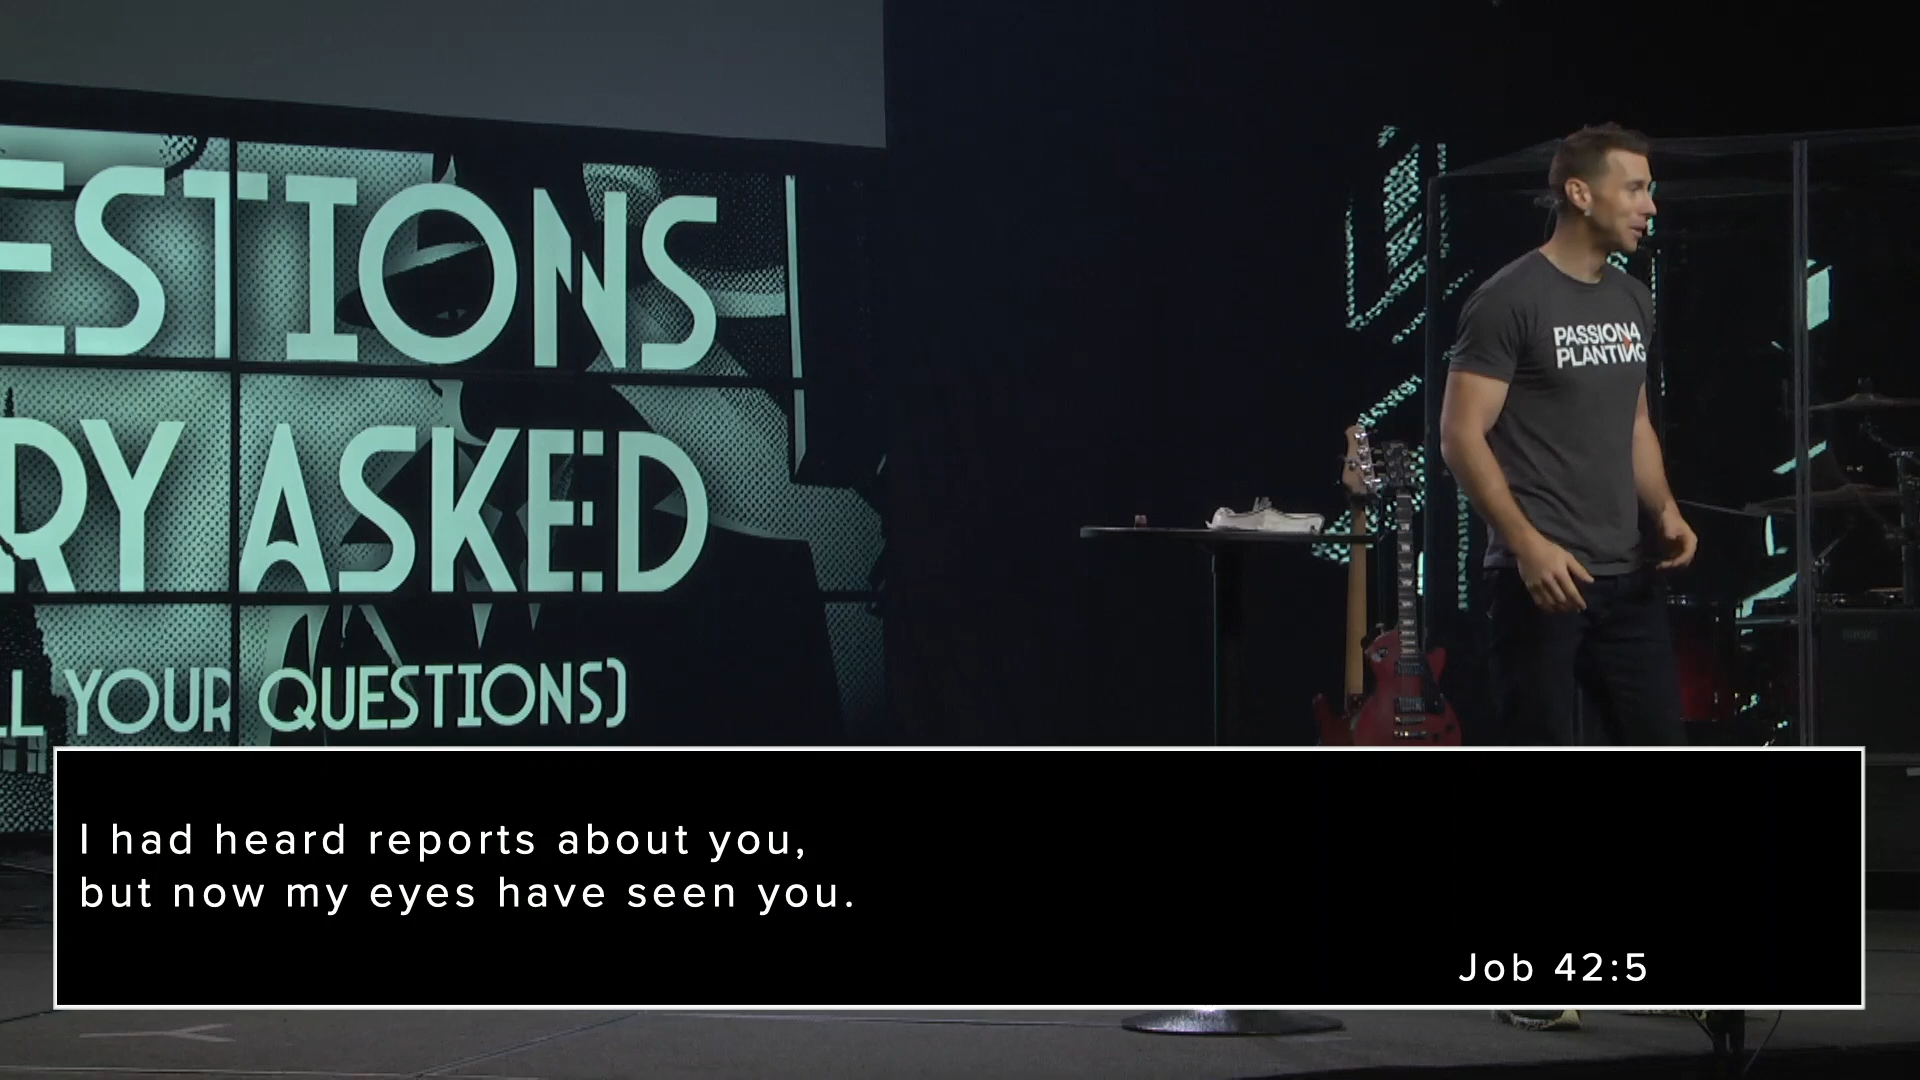 ESTIONS
RY ASKED
LL YOUR QUESTIONS)
PASSION4
PLANTING
I had heard reports about you,
but now my eyes have seen you.
Job 42:5